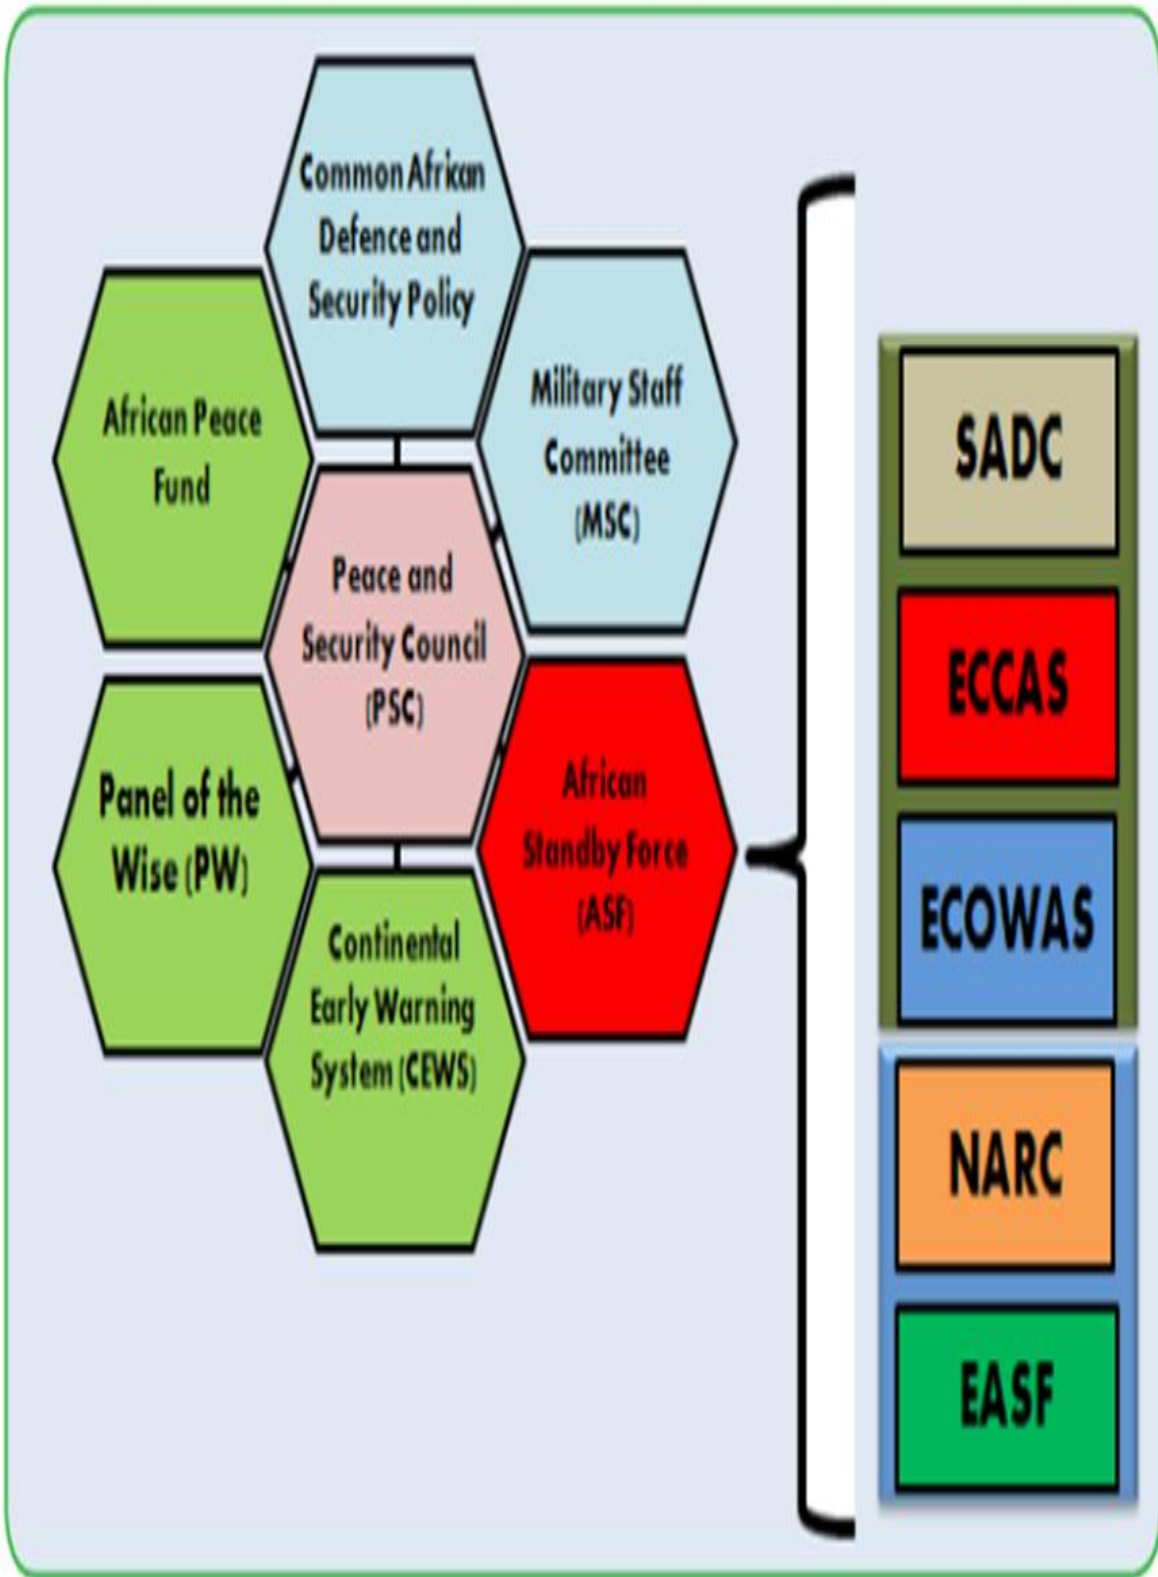 Common African
Defence and
Security Policy
African Peace
Fund
Military Staff
Committee
(MSC)
Peace and
Security Council
(PSC)
Panel of the
Wise (PW)
African
Standby Force
(ASF)
Continental
Early Warning
System (CEWS)
SADC
ECCAS
ECOWAS
NARC
EASF